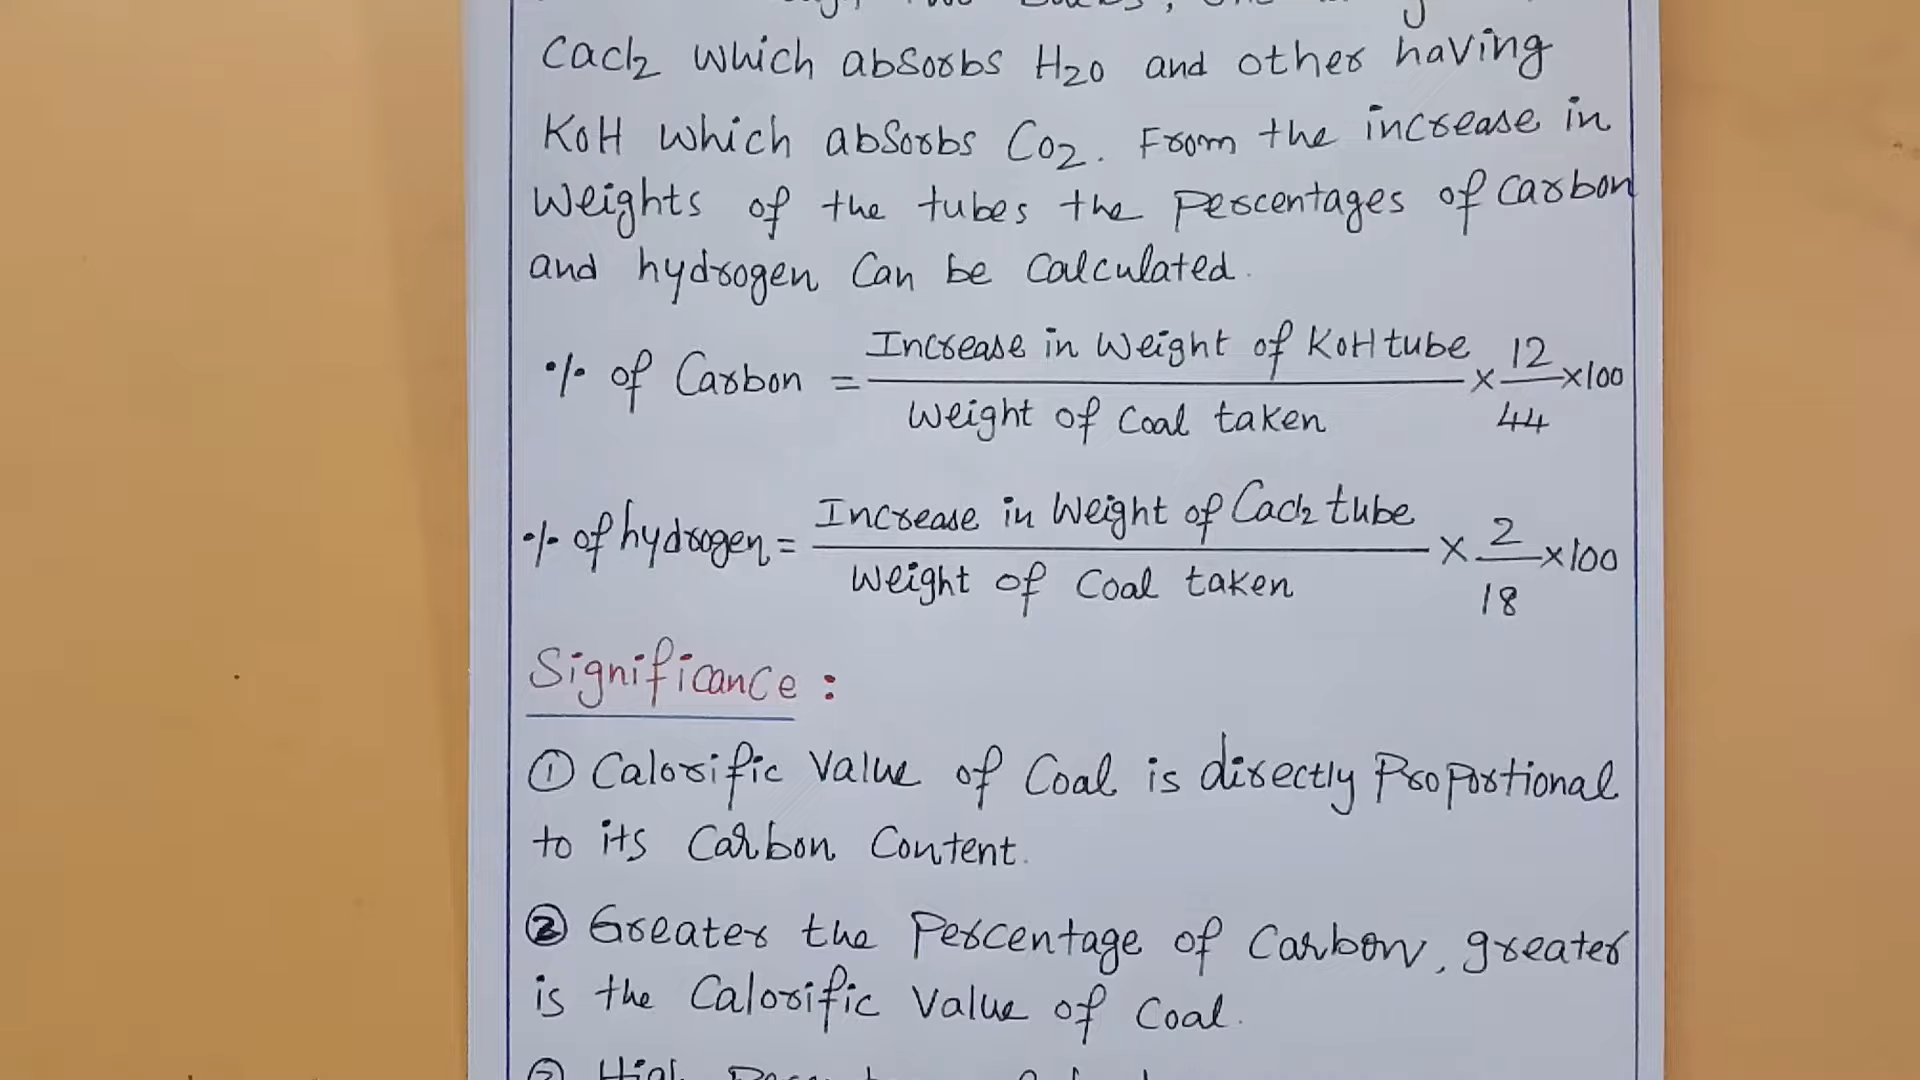 CaCl2 which absorbs H2O and other having
KOH which absorbs CO2. From the increase in
Weights of the tubes the percentages of Carbon
and hydrogen Can be Calculated.
% of Carbon = Increase in Weight of KOH tube / Weight of Coal taken × 12/44 × 100
% of hydrogen = Increase in Weight of CaCl2 tube / Weight of Coal taken × 2/18 × 100
Significance :
① Calorific Value of Coal is directly Proportional
to its Carbon Content.
② Greater the Percentage of Carbon, greater
is the Calorific Value of Coal.